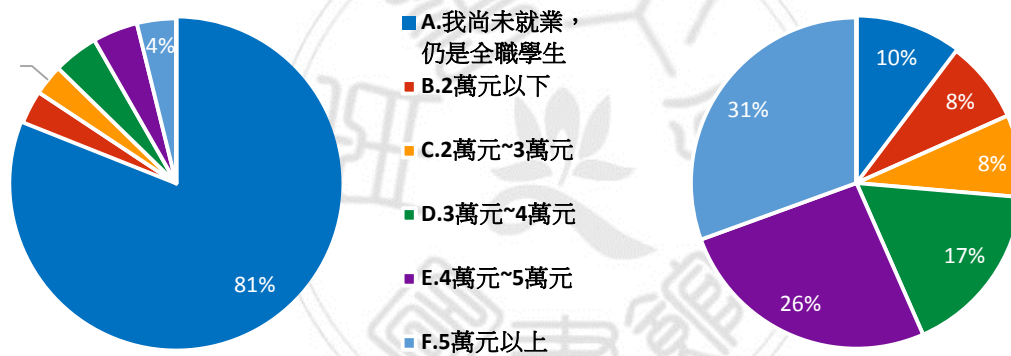 4%
81%
A.我尚未就業，
仍是全職學生
B.2萬元以下
C.2萬元~3萬元
D.3萬元~4萬元
E.4萬元~5萬元
F.5萬元以上
10%
8%
8%
17%
26%
31%